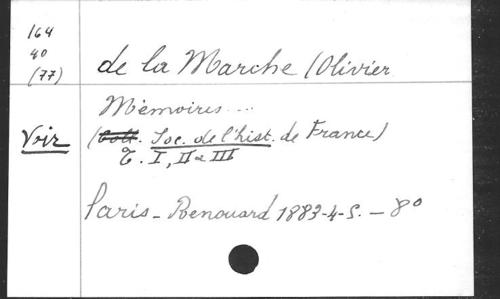 164
40
(77)
de la Marche (Olivier
Mémoires ...
Voir
(Coll. Soc. de l'hist. de France)
T. I, II & III
Paris - Renouard 1883-4-5. - 8°